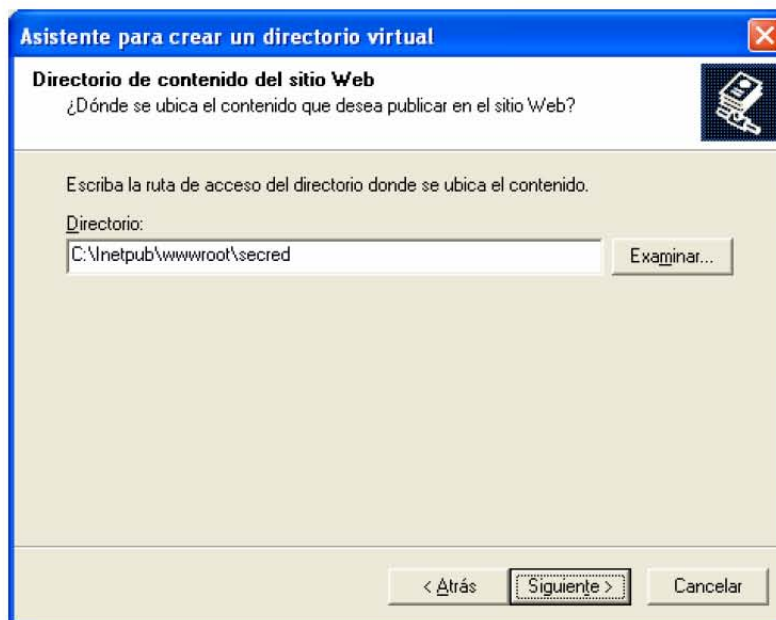 Asistente para crear un directorio virtual
Directorio de contenido del sitio Web
¿Dónde se ubica el contenido que desea publicar en el sitio Web?
Escriba la ruta de acceso del directorio donde se ubica el contenido.
Directorio:
C:\Inetpub\wwwroot\secred
Examinar...
< Atrás
Siguiente >
Cancelar